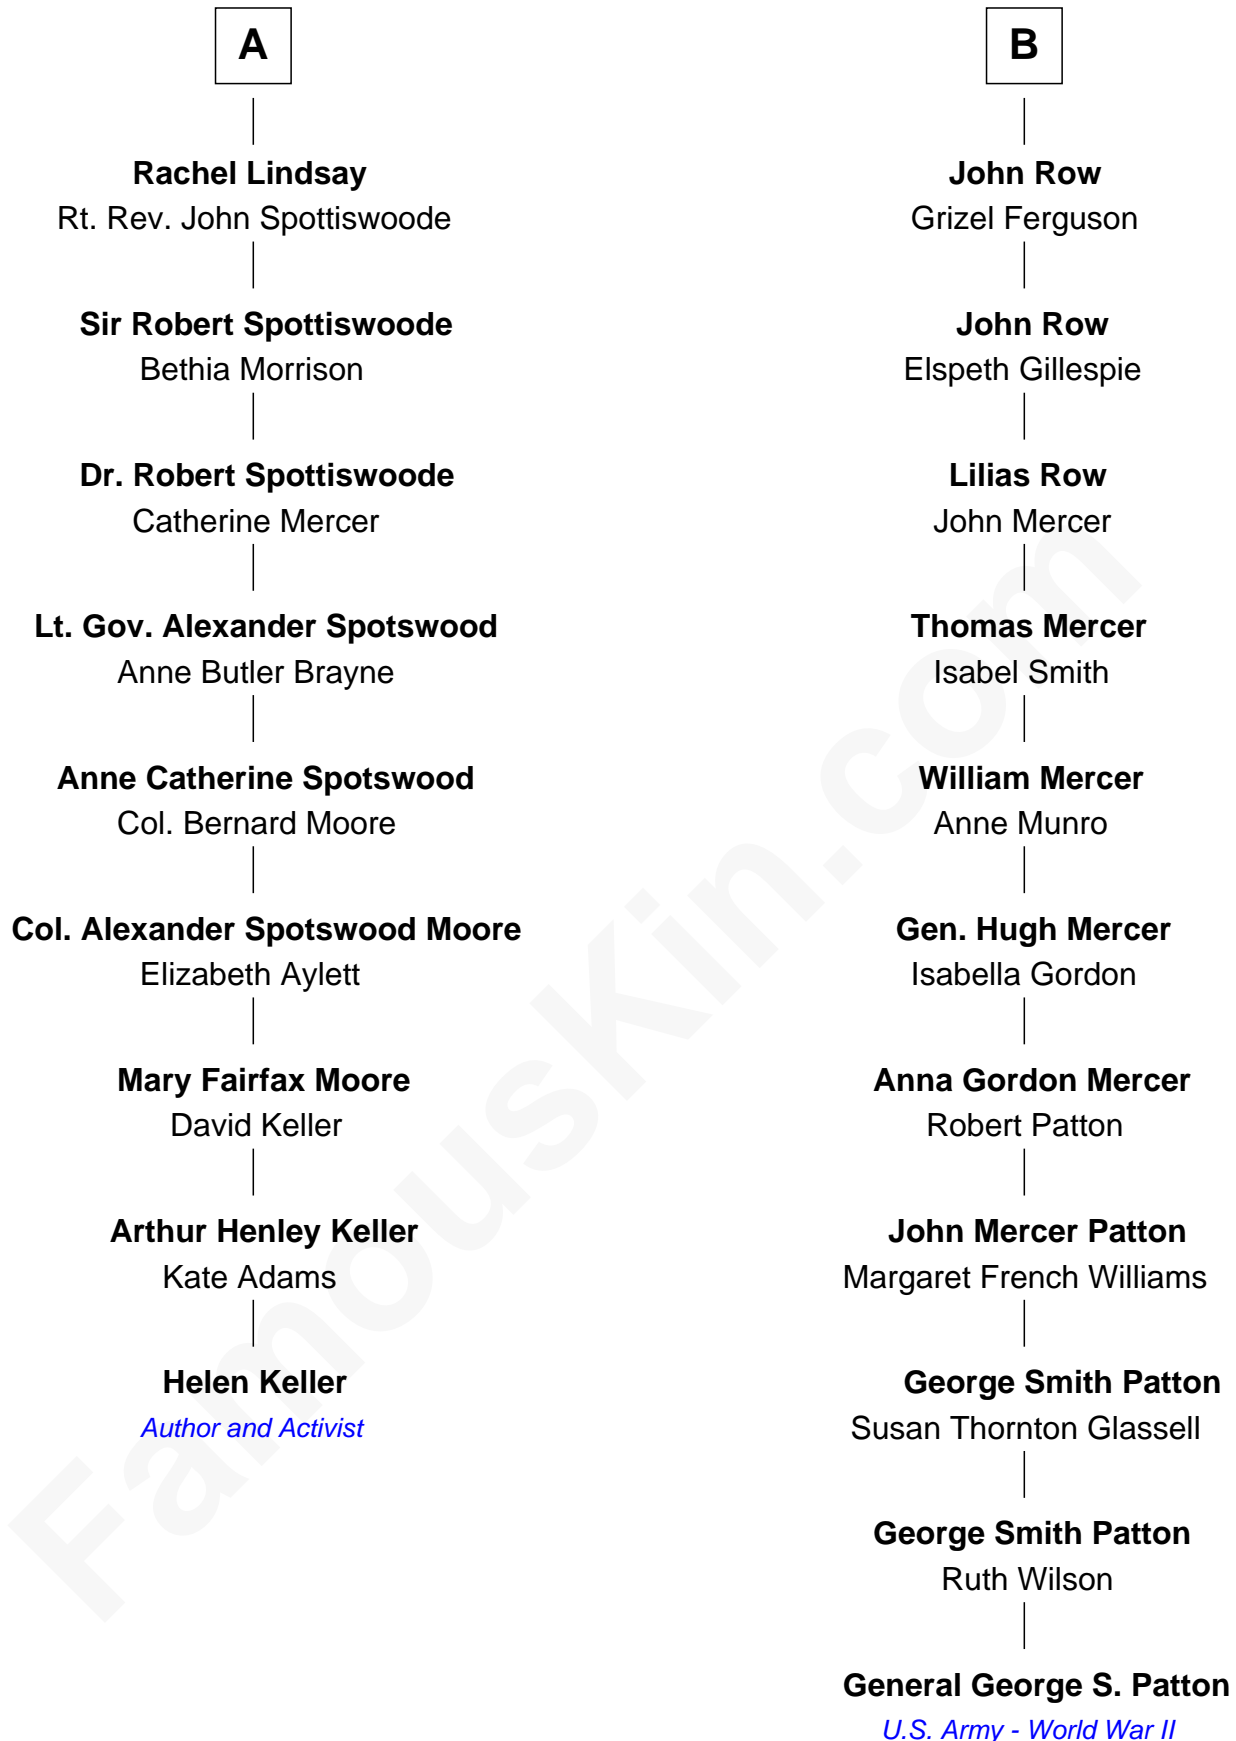 A
Rachel Lindsay
Rt. Rev. John Spottiswoode
Sir Robert Spottiswoode
Bethia Morrison
Dr. Robert Spottiswoode
Catherine Mercer
Lt. Gov. Alexander Spotswood
Anne Butler Brayne
Anne Catherine Spotswood
Col. Bernard Moore
Col. Alexander Spotswood Moore
Elizabeth Aylett
Mary Fairfax Moore
David Keller
Arthur Henley Keller
Kate Adams
Helen Keller
Author and Activist
B
John Row
Grizel Ferguson
John Row
Elspeth Gillespie
Lilias Row
John Mercer
Thomas Mercer
Isabel Smith
William Mercer
Anne Munro
Gen. Hugh Mercer
Isabella Gordon
Anna Gordon Mercer
Robert Patton
John Mercer Patton
Margaret French Williams
George Smith Patton
Susan Thornton Glassell
George Smith Patton
Ruth Wilson
General George S. Patton
U.S. Army - World War II
FamousKin.com